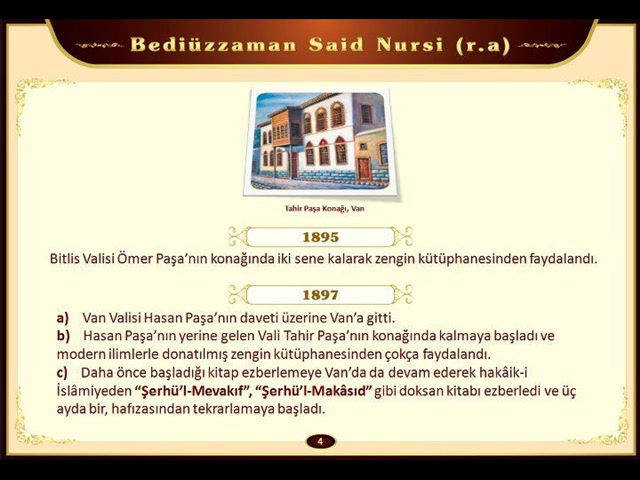 Bediüzzaman Said Nursi (r.a)
Tahir Paşa Konağı, Van
1895
Bitlis Valisi Ömer Paşa’nın konağında iki sene kalarak zengin kütüphanesinden faydalandı.
1897
a) Van Valisi Hasan Paşa’nın daveti üzerine Van’a gitti.
b) Hasan Paşa’nın yerine gelen Vali Tahir Paşa’nın konağında kalmaya başladı ve
modern ilimlerle donatılmış zengin kütüphanesinden çokça faydalandı.
c) Daha önce başladığı kitap ezberlemeye Van’da da devam ederek hakâik-i
İslâmiyeden “Şerhü’l-Mevakıf”, “Şerhü’l-Makâsıd” gibi doksan kitabı ezberledi ve üç
ayda bir, hafızasından tekrarlamaya başladı.
4